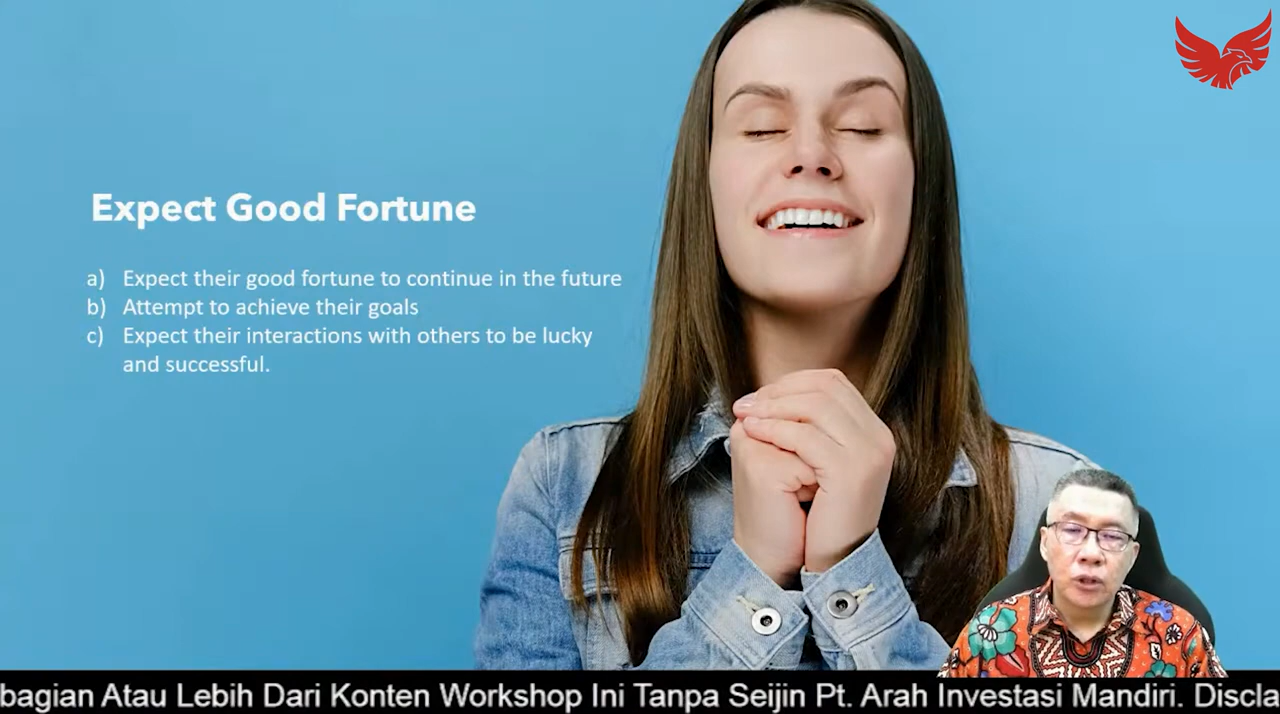 Expect Good Fortune
a) Expect their good fortune to continue in the future
b) Attempt to achieve their goals
c) Expect their interactions with others to be lucky
and successful.
bagian Atau Lebih Dari Konten Workshop Ini Tanpa Seijin Pt. Arah Investasi Mandiri. Discla